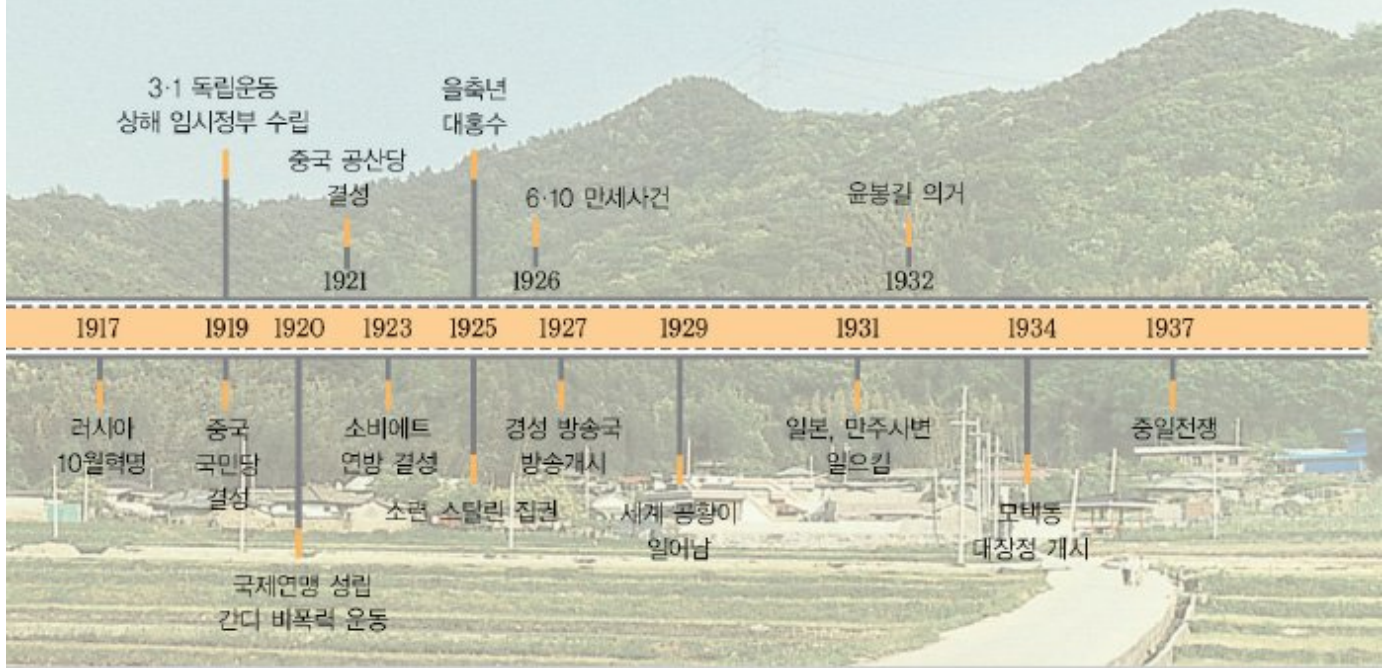 3·1 독립운동
상해 임시정부 수립
을축년
대홍수
중국 공산당
결성
6·10 만세사건
윤봉길 의거
1921
1926
1932
1917
1919
1920
1923
1925
1927
1929
1931
1934
1937
러시아
10월혁명
중국
국민당
결성
소비에트
연방 결성
경성 방송국
방송개시
일본, 만주사변
일으킴
중일전쟁
소련 스탈린 집권
세계 공황이
일어남
모택동
대장정 개시
국제연맹 성립
간디 비폭력 운동